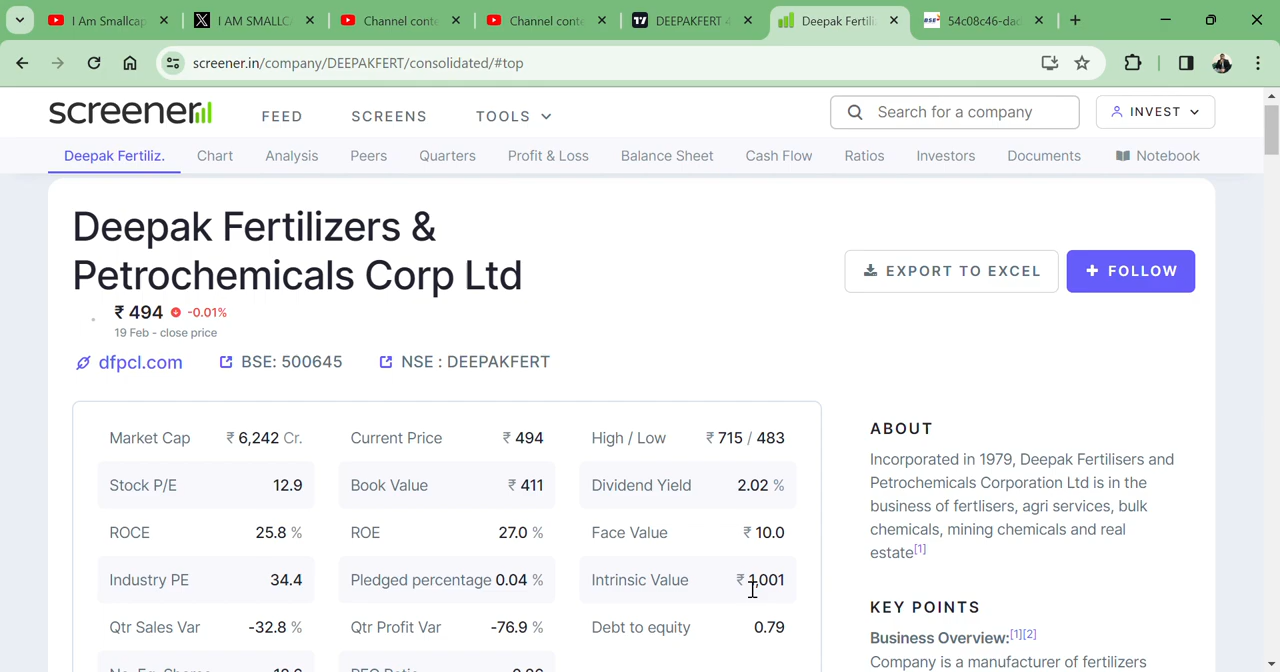 I Am Smallcap
I AM SMALLC
Channel conte
Channel conte
DEEPAKFERT
Deepak Fertili
54c08c46-dac
screener.in/company/DEEPAKFERT/consolidated/#top
screener
FEED
SCREENS
TOOLS
Search for a company
INVEST
Deepak Fertiliz.
Chart
Analysis
Peers
Quarters
Profit & Loss
Balance Sheet
Cash Flow
Ratios
Investors
Documents
Notebook
Deepak Fertilizers &
Petrochemicals Corp Ltd
EXPORT TO EXCEL
+ FOLLOW
₹ 494 -0.01%
19 Feb - close price
dfpcl.com
BSE: 500645
NSE : DEEPAKFERT
Market Cap ₹ 6,242 Cr.
Current Price ₹ 494
High / Low ₹ 715 / 483
Stock P/E 12.9
Book Value ₹ 411
Dividend Yield 2.02 %
ROCE 25.8 %
ROE 27.0 %
Face Value ₹ 10.0
Industry PE 34.4
Pledged percentage 0.04 %
Intrinsic Value ₹ 1,001
Qtr Sales Var -32.8 %
Qtr Profit Var -76.9 %
Debt to equity 0.79
ABOUT
Incorporated in 1979, Deepak Fertilisers and
Petrochemicals Corporation Ltd is in the
business of fertlisers, agri services, bulk
chemicals, mining chemicals and real
estate[1]
KEY POINTS
Business Overview:[1][2]
Company is a manufacturer of fertilizers